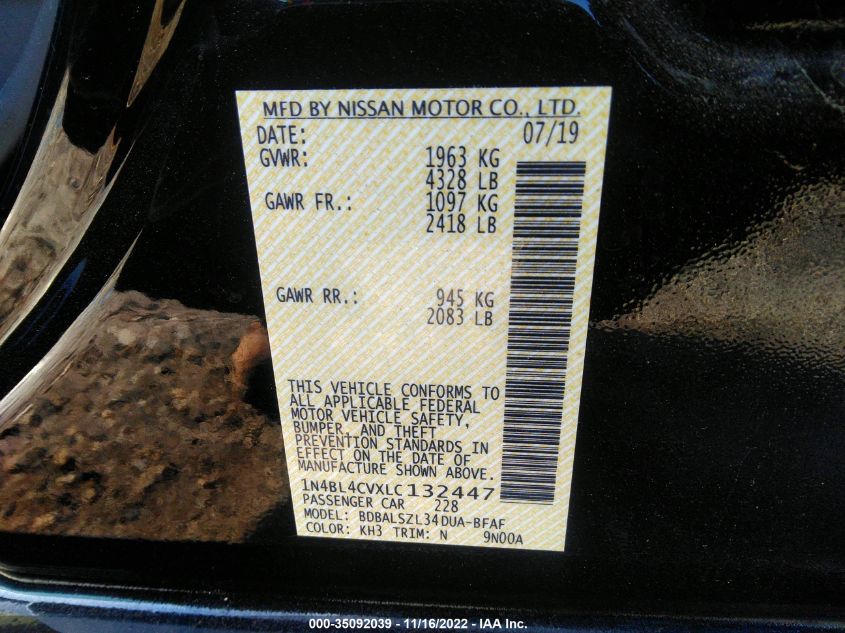 MFD BY NISSAN MOTOR CO., LTD.
DATE: 07/19
GVWR: 1963 KG
4328 LB
GAWR FR.: 1097 KG
2418 LB
GAWR RR.: 945 KG
2083 LB
THIS VEHICLE CONFORMS TO
ALL APPLICABLE FEDERAL
MOTOR VEHICLE SAFETY,
BUMPER, AND THEFT
PREVENTION STANDARDS IN
EFFECT ON THE DATE OF
MANUFACTURE SHOWN ABOVE.
1N4BL4CVXLC132447
PASSENGER CAR 228
MODEL: BDBALSZL34DUA-BFAF
COLOR: KH3 TRIM: N 9N00A
000-35092039 - 11/16/2022 - IAA Inc.